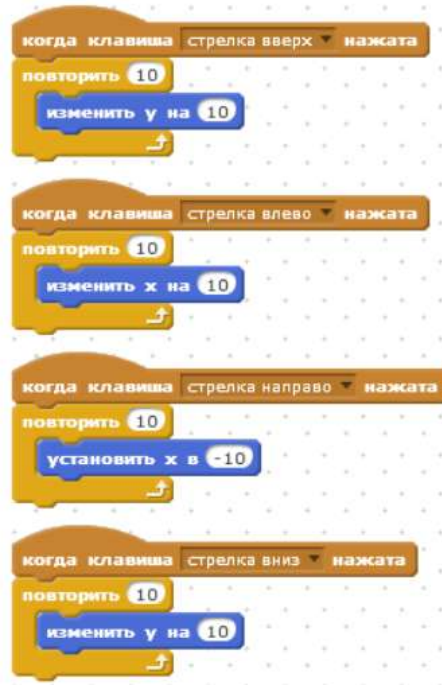 когда клавиша стрелка вверх нажата
повторить 10
изменить y на 10
когда клавиша стрелка влево нажата
повторить 10
изменить x на 10
когда клавиша стрелка направо нажата
повторить 10
установить x в -10
когда клавиша стрелка вниз нажата
повторить 10
изменить y на 10